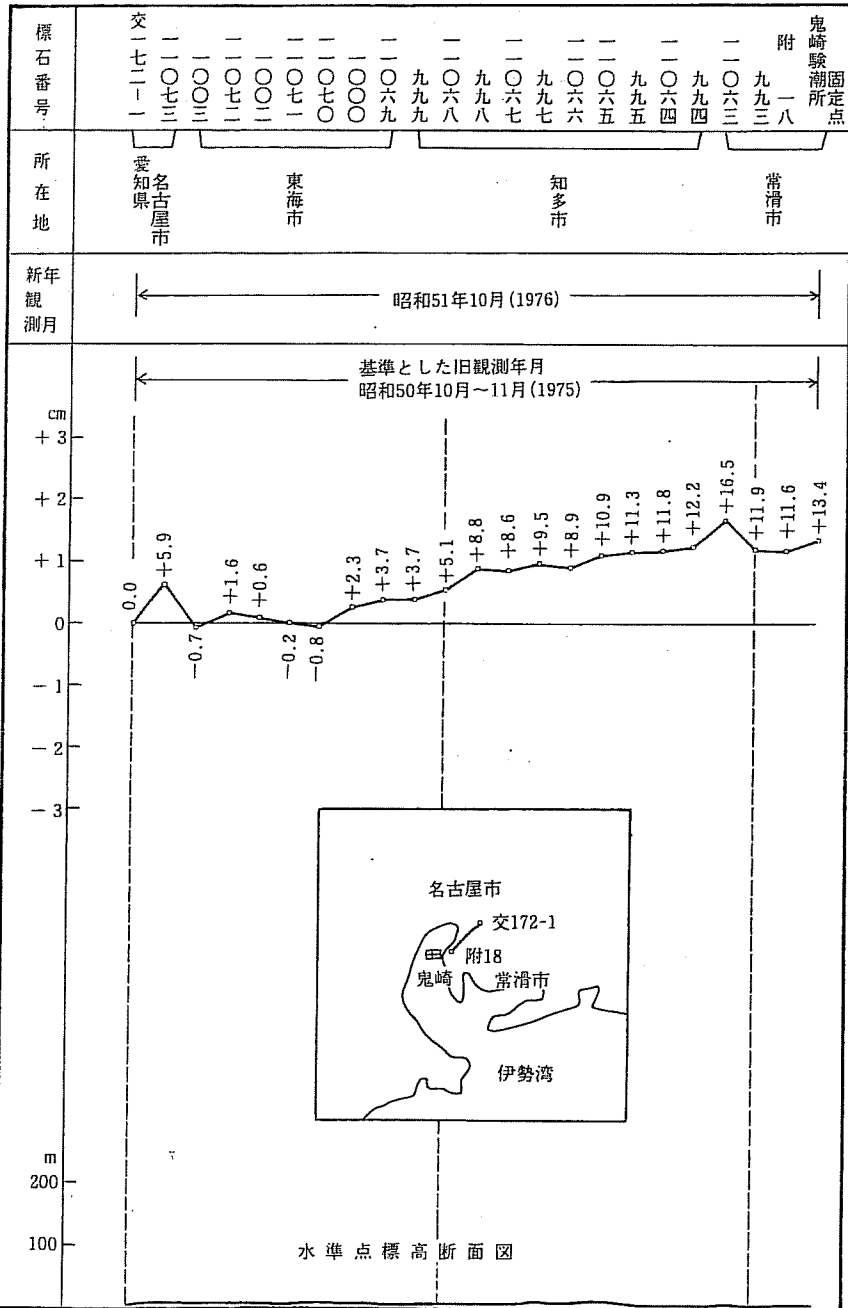 標石番号
交一七二-一
一一〇七三
一〇〇三
一一〇七二
一〇〇二
一一〇七一
一一〇七〇
一〇〇〇
一一〇六九
九九九
一一〇六八
九九八
一一〇六七
九九七
一一〇六六
一一〇六五
九九五
一一〇六四
九九四
一一〇六三
九九三
附 一八
鬼崎験潮所 固定点
所在地
愛知県
名古屋市
東海市
知多市
常滑市
新年観測月
昭和51年10月(1976)
基準とした旧観測年月
昭和50年10月～11月(1975)
cm
+3
+2
+1
0
-1
-2
-3
0.0
+5.9
-0.7
+1.6
+0.6
-0.2
-0.8
+2.3
+3.7
+3.7
+5.1
+8.8
+8.6
+9.5
+8.9
+10.9
+11.3
+11.8
+12.2
+16.5
+11.9
+11.6
+13.4
名古屋市
交172-1
附18
鬼崎
常滑市
伊勢湾
m
200
100
水準点標高断面図